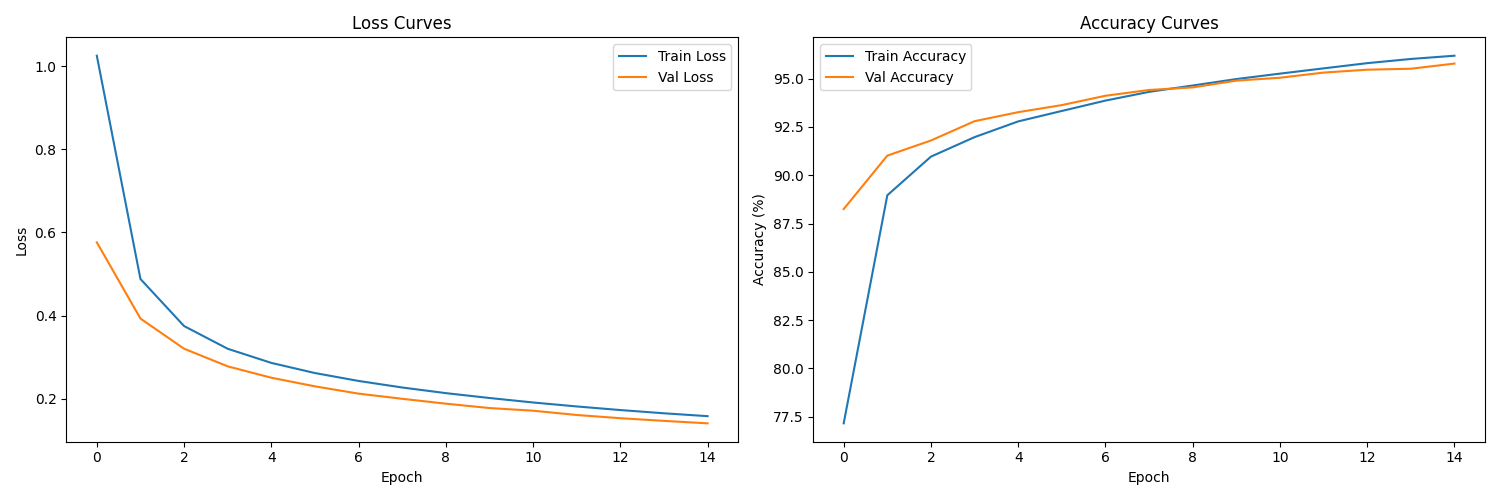 Loss Curves
Train Loss
Val Loss
1.0
0.8
0.6
0.4
0.2
Loss
0 2 4 6 8 10 12 14
Epoch
Accuracy Curves
Train Accuracy
Val Accuracy
95.0
92.5
90.0
87.5
85.0
82.5
80.0
77.5
Accuracy (%)
0 2 4 6 8 10 12 14
Epoch